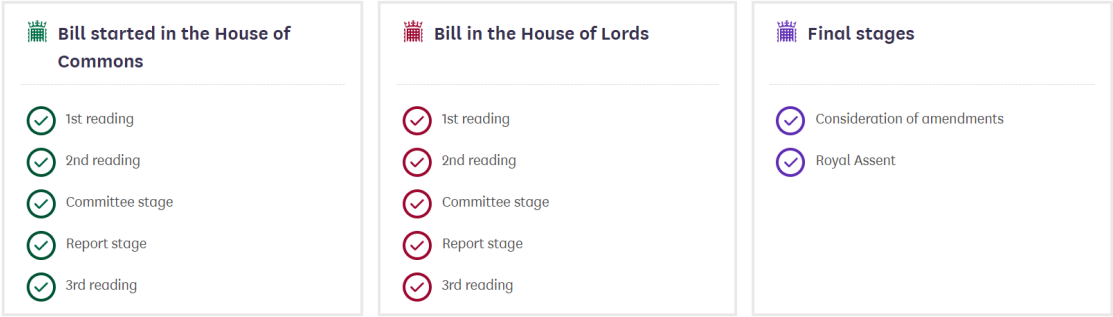 Bill started in the House of
Commons
1st reading
2nd reading
Committee stage
Report stage
3rd reading
Bill in the House of Lords
1st reading
2nd reading
Committee stage
Report stage
3rd reading
Final stages
Consideration of amendments
Royal Assent